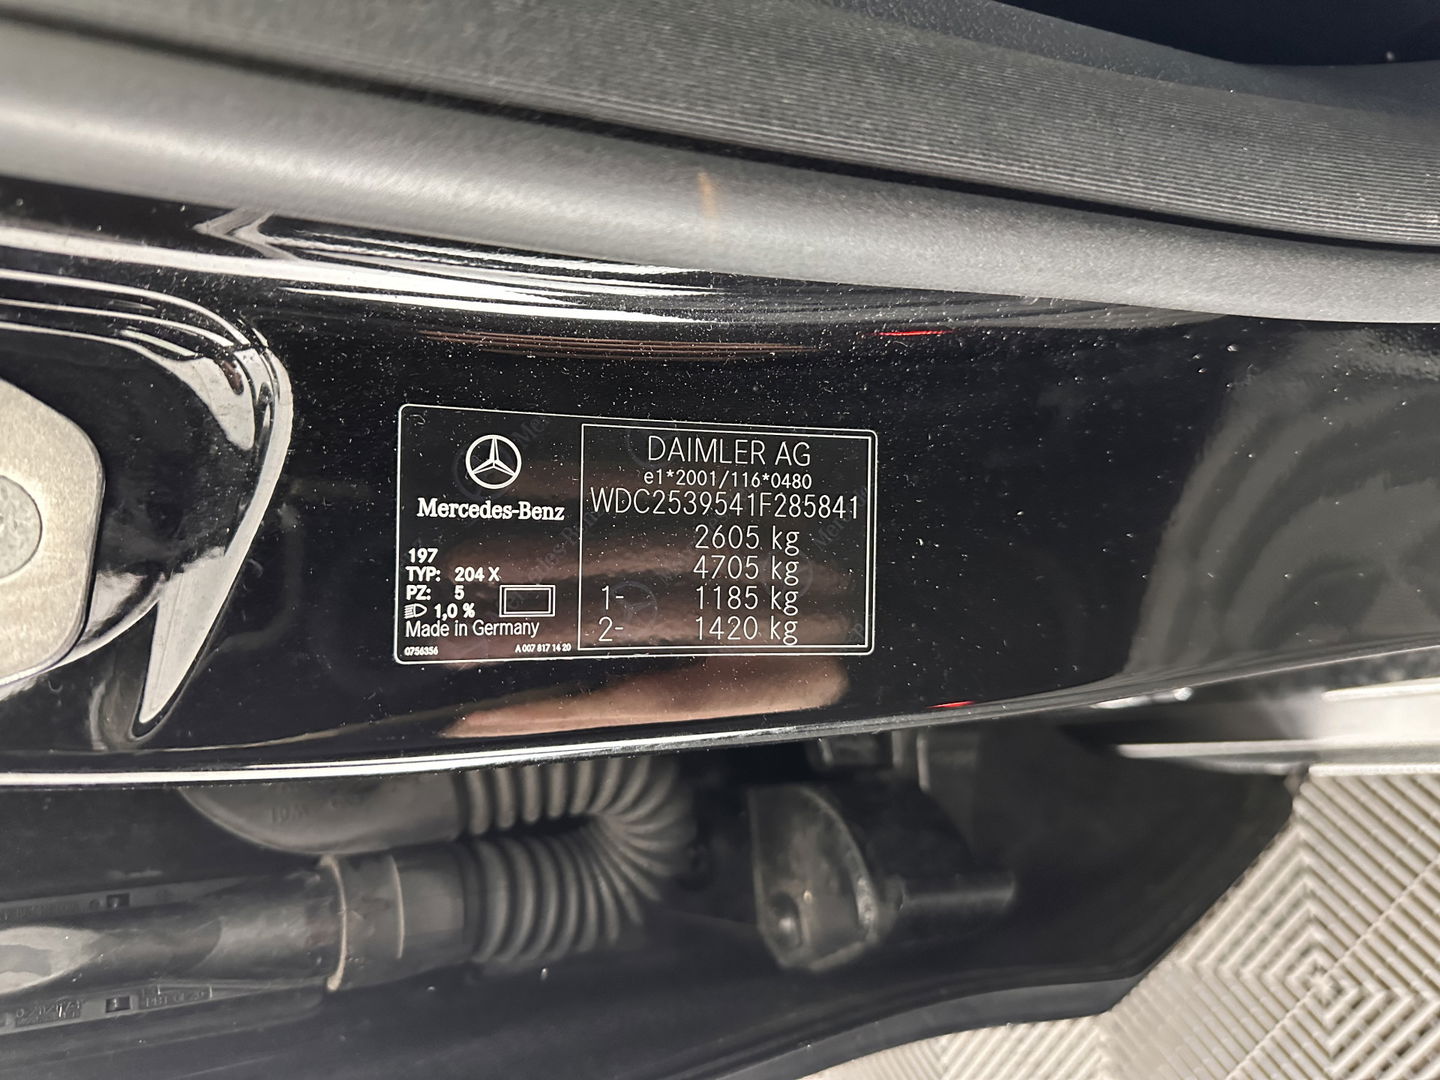 Mercedes-Benz
197
TYP: 204 X
PZ: 5
1,0 %
Made in Germany
0756356
A 007 817 14 20
DAIMLER AG
e1*2001/116*0480
WDC2539541F285841
2605 kg
4705 kg
1- 1185 kg
2- 1420 kg